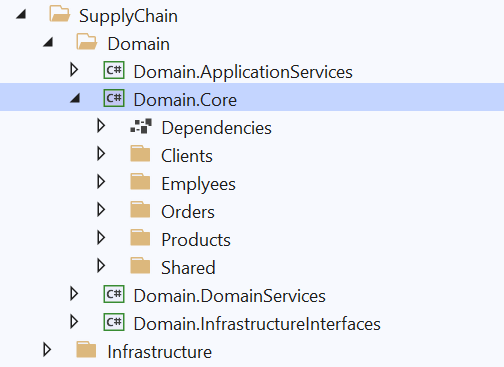 SupplyChain
Domain
C# Domain.ApplicationServices
C# Domain.Core
Dependencies
Clients
Emplyees
Orders
Products
Shared
C# Domain.DomainServices
C# Domain.InfrastructureInterfaces
Infrastructure